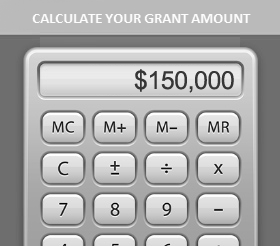 CALCULATE YOUR GRANT AMOUNT
$150,000
MC M+ M− MR
C ± ÷ x
7 8 9 −